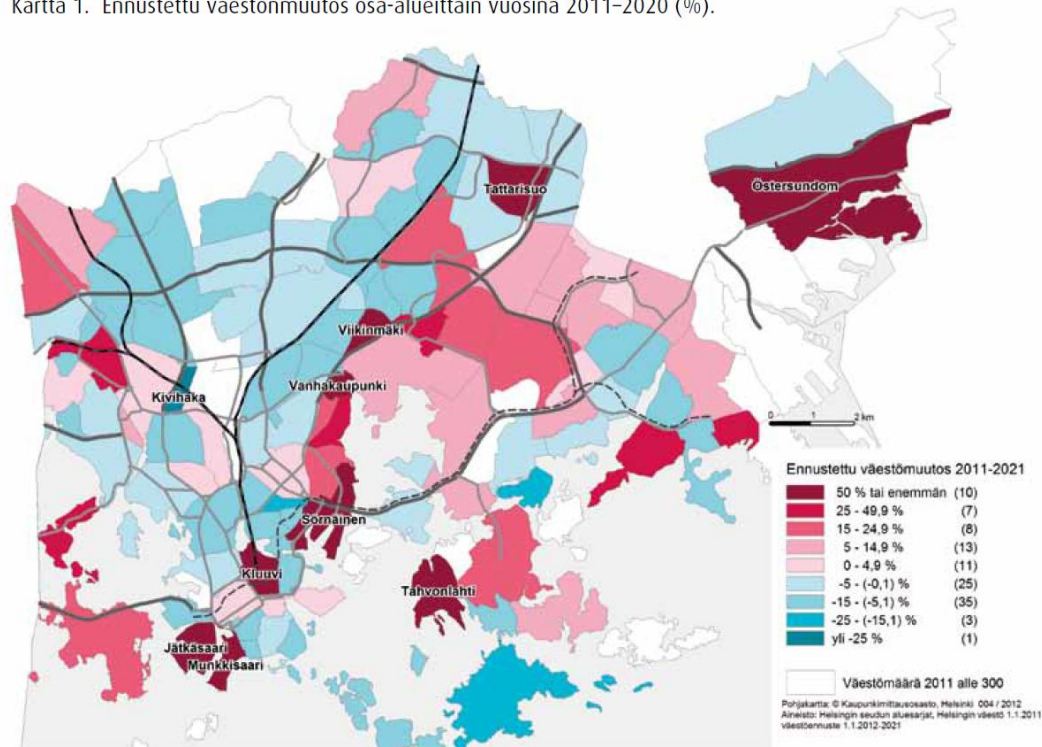 Kartta 1. Ennustettu väestönmuutos osa-alueittain vuosina 2011–2020 (%).
Östersundom
Tattarisuo
Viikinmäki
Vanhakaupunki
Kivihaka
Sörnäinen
Kluuvi
Tahvonlahti
Jätkäsaari
Munkkisaari
0 1 2 km
Ennustettu väestömuutos 2011-2021
50 % tai enemmän (10)
25 - 49,9 % (7)
15 - 24,9 % (8)
5 - 14,9 % (13)
0 - 4,9 % (11)
-5 - (-0,1) % (25)
-15 - (-5,1) % (35)
-25 - (-15,1) % (3)
yli -25 % (1)
Väestömäärä 2011 alle 300
Pohjakartta: © Kaupunkimittausosasto, Helsinki 004 / 2012
Aineisto: Helsingin seudun aluesarjat, Helsingin väestö 1.1.2011
väestöennuste 1.1.2012-2021